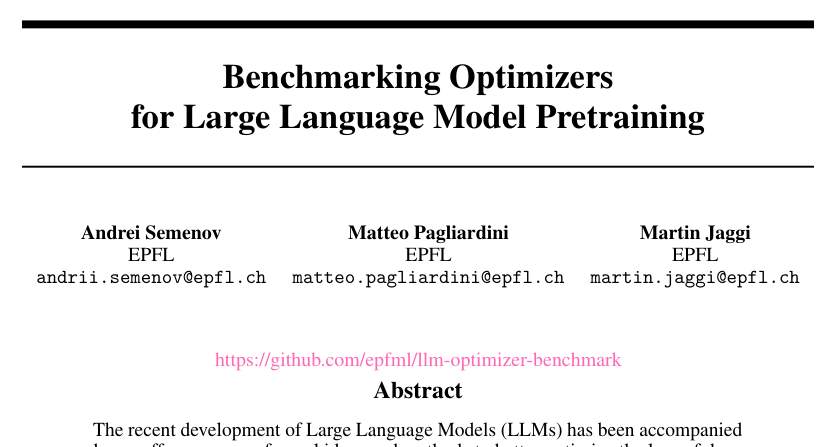 Benchmarking Optimizers
for Large Language Model Pretraining
Andrei Semenov
EPFL
andrii.semenov@epfl.ch
Matteo Pagliardini
EPFL
matteo.pagliardini@epfl.ch
Martin Jaggi
EPFL
martin.jaggi@epfl.ch
https://github.com/epfml/llm-optimizer-benchmark
Abstract
The recent development of Large Language Models (LLMs) has been accompanied